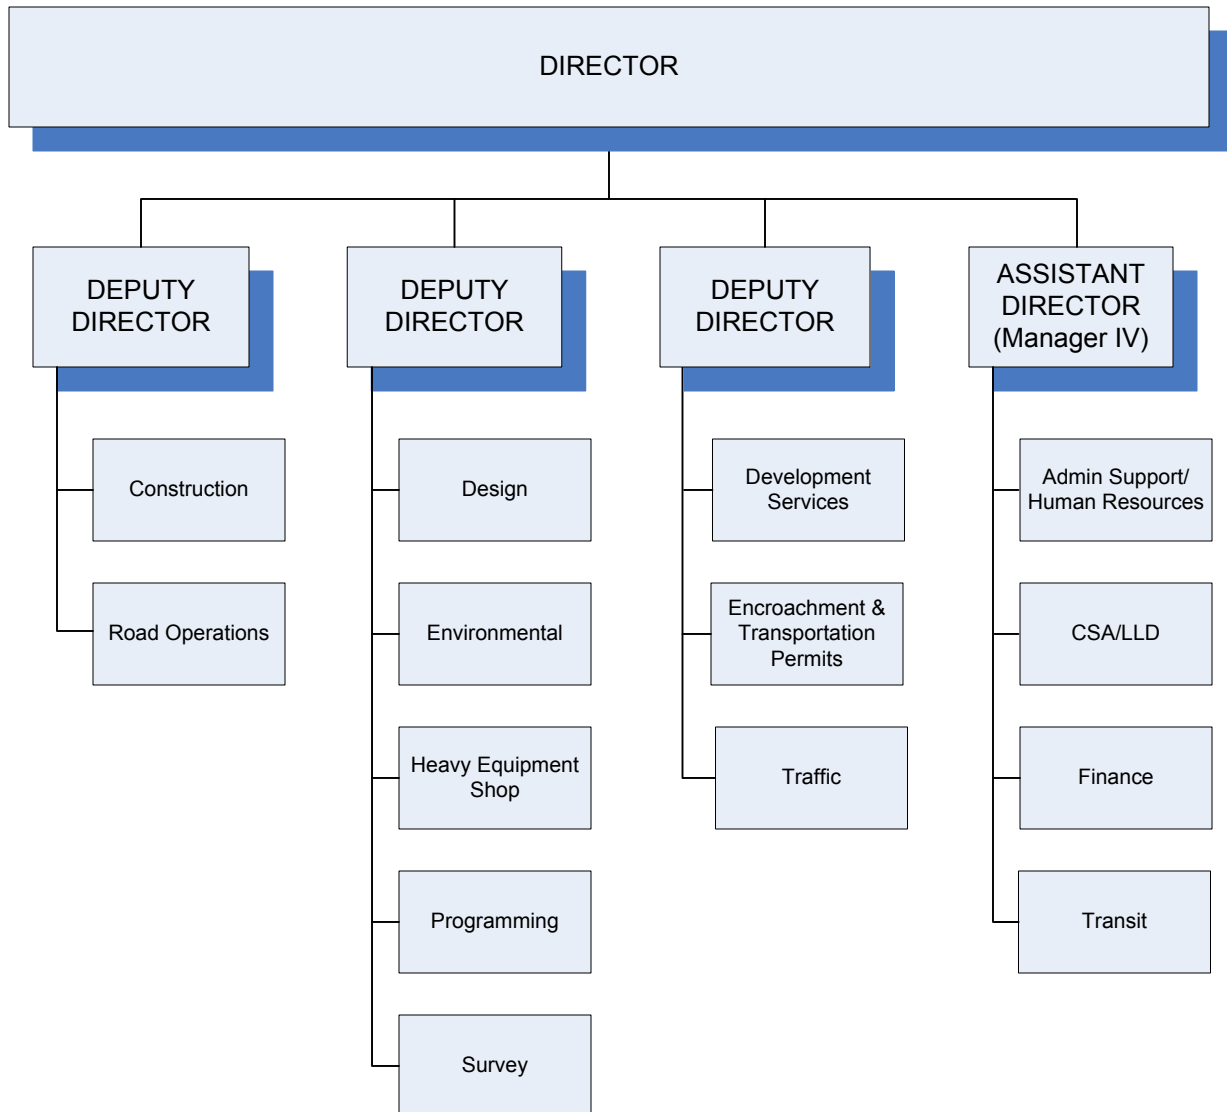 DIRECTOR
DEPUTY
DIRECTOR
Construction
Road Operations
DEPUTY
DIRECTOR
Design
Environmental
Heavy Equipment
Shop
Programming
Survey
DEPUTY
DIRECTOR
Development
Services
Encroachment &
Transportation
Permits
Traffic
ASSISTANT
DIRECTOR
(Manager IV)
Admin Support/
Human Resources
CSA/LLD
Finance
Transit